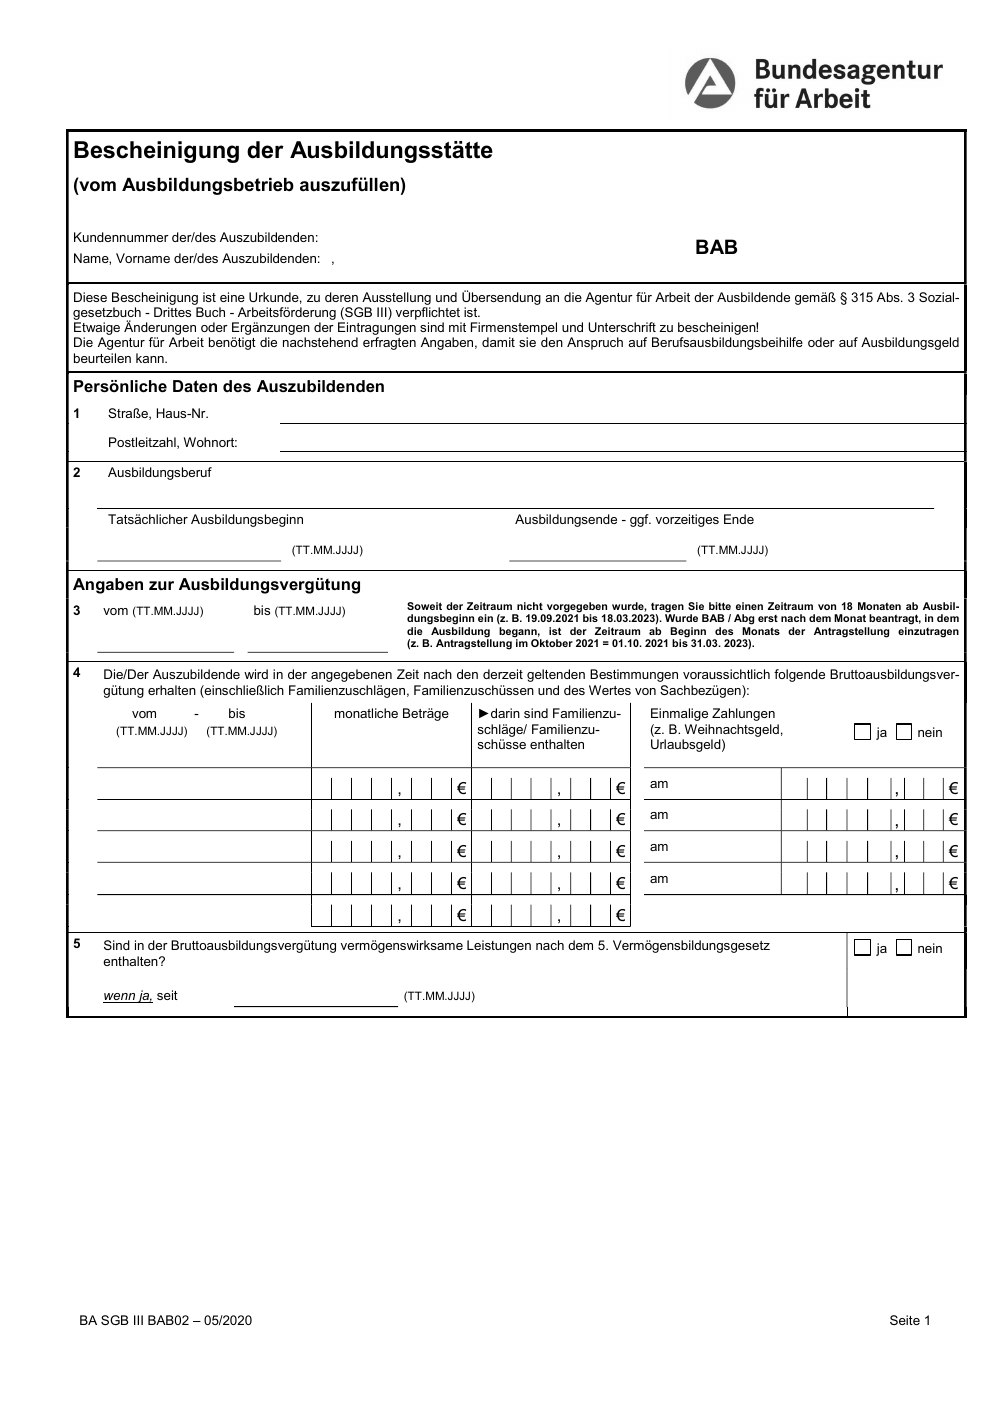 Bundesagentur
für Arbeit
Bescheinigung der Ausbildungsstätte
(vom Ausbildungsbetrieb auszufüllen)
Kundennummer der/des Auszubildenden:
BAB
Name, Vorname der/des Auszubildenden: ,
Diese Bescheinigung ist eine Urkunde, zu deren Ausstellung und Übersendung an die Agentur für Arbeit der Ausbildende gemäß § 315 Abs. 3 Sozial-
gesetzbuch - Drittes Buch - Arbeitsförderung (SGB III) verpflichtet ist.
Etwaige Änderungen oder Ergänzungen der Eintragungen sind mit Firmenstempel und Unterschrift zu bescheinigen!
Die Agentur für Arbeit benötigt die nachstehend erfragten Angaben, damit sie den Anspruch auf Berufsausbildungsbeihilfe oder auf Ausbildungsgeld
beurteilen kann.
Persönliche Daten des Auszubildenden
1 Straße, Haus-Nr.
Postleitzahl, Wohnort:
2 Ausbildungsberuf
Tatsächlicher Ausbildungsbeginn Ausbildungsende - ggf. vorzeitiges Ende
(TT.MM.JJJJ) (TT.MM.JJJJ)
Angaben zur Ausbildungsvergütung
3 vom (TT.MM.JJJJ) bis (TT.MM.JJJJ)
Soweit der Zeitraum nicht vorgegeben wurde, tragen Sie bitte einen Zeitraum von 18 Monaten ab Ausbil-
dungsbeginn ein (z. B. 19.09.2021 bis 18.03.2023). Wurde BAB / Abg erst nach dem Monat beantragt, in dem
die Ausbildung begann, ist der Zeitraum ab Beginn des Monats der Antragstellung einzutragen
(z. B. Antragstellung im Oktober 2021 = 01.10. 2021 bis 31.03. 2023).
4 Die/Der Auszubildende wird in der angegebenen Zeit nach den derzeit geltenden Bestimmungen voraussichtlich folgende Bruttoausbildungsver-
gütung erhalten (einschließlich Familienzuschlägen, Familienzuschüssen und des Wertes von Sachbezügen):
vom - bis
(TT.MM.JJJJ) (TT.MM.JJJJ)
monatliche Beträge
►darin sind Familienzu-
schläge/ Familienzu-
schüsse enthalten
Einmalige Zahlungen
(z. B. Weihnachtsgeld,
Urlaubsgeld)
ja nein
, € , € am , €
, € , € am , €
, € , € am , €
, € , € am , €
, € , €
5 Sind in der Bruttoausbildungsvergütung vermögenswirksame Leistungen nach dem 5. Vermögensbildungsgesetz
enthalten?
ja nein
wenn ja, seit (TT.MM.JJJJ)
BA SGB III BAB02 – 05/2020 Seite 1